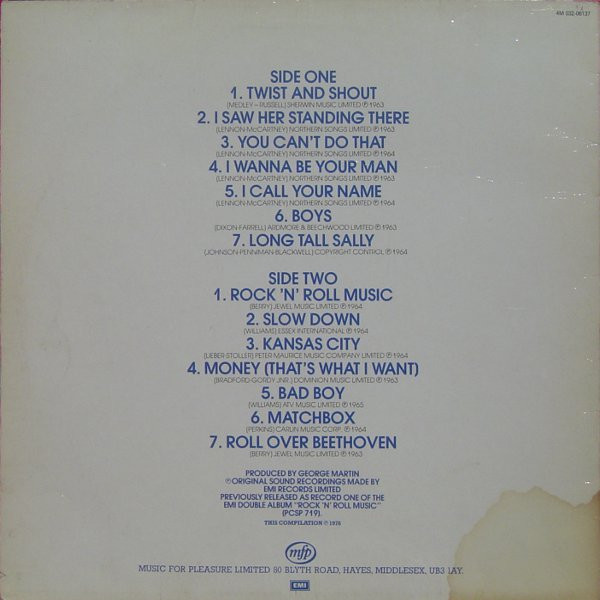 4M 032-06137
SIDE ONE
1. TWIST AND SHOUT
(MEDLEY – RUSSELL) SHERWIN MUSIC LIMITED ℗ 1963
2. I SAW HER STANDING THERE
(LENNON-McCARTNEY) NORTHERN SONGS LIMITED ℗ 1963
3. YOU CAN'T DO THAT
(LENNON-McCARTNEY) NORTHERN SONGS LIMITED ℗ 1964
4. I WANNA BE YOUR MAN
(LENNON-McCARTNEY) NORTHERN SONGS LIMITED ℗ 1963
5. I CALL YOUR NAME
(LENNON-McCARTNEY) NORTHERN SONGS LIMITED ℗ 1964
6. BOYS
(DIXON-FARRELL) ARDMORE & BEECHWOOD LIMITED ℗ 1963
7. LONG TALL SALLY
(JOHNSON-PENNIMAN-BLACKWELL) COPYRIGHT CONTROL ℗ 1964
SIDE TWO
1. ROCK 'N' ROLL MUSIC
(BERRY) JEWEL MUSIC LIMITED ℗ 1964
2. SLOW DOWN
(WILLIAMS) ESSEX INTERNATIONAL ℗ 1964
3. KANSAS CITY
(LIEBER-STOLLER) PETER MAURICE MUSIC COMPANY LIMITED ℗ 1964
4. MONEY (THAT'S WHAT I WANT)
(BRADFORD-GORDY JNR.) DOMINION MUSIC LIMITED ℗ 1963
5. BAD BOY
(WILLIAMS) ATV MUSIC LIMITED ℗ 1965
6. MATCHBOX
(PERKINS) CARLIN MUSIC CORP. ℗ 1964
7. ROLL OVER BEETHOVEN
(BERRY) JEWEL MUSIC LIMITED ℗ 1963
PRODUCED BY GEORGE MARTIN
℗ ORIGINAL SOUND RECORDINGS MADE BY
EMI RECORDS LIMITED
PREVIOUSLY RELEASED AS RECORD ONE OF THE
EMI DOUBLE ALBUM "ROCK 'N' ROLL MUSIC"
(PCSP 719).
THIS COMPILATION ℗ 1976
mfp
MUSIC FOR PLEASURE LIMITED 80 BLYTH ROAD, HAYES, MIDDLESEX, UB3 1AY.
EMI